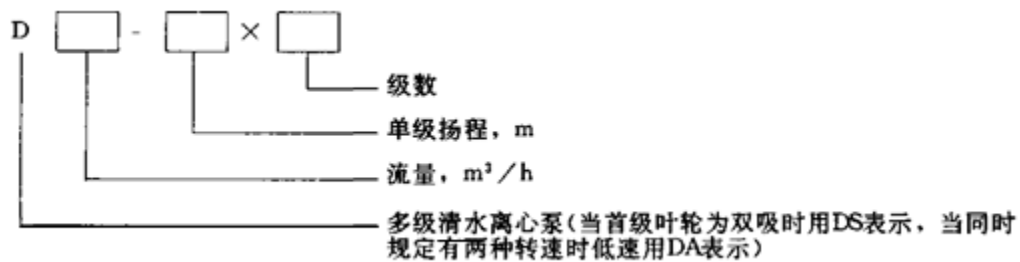 D □ - □ × □
级数
单级扬程，m
流量，m³／h
多级清水离心泵(当首级叶轮为双吸时用DS表示，当同时
规定有两种转速时低速用DA表示)